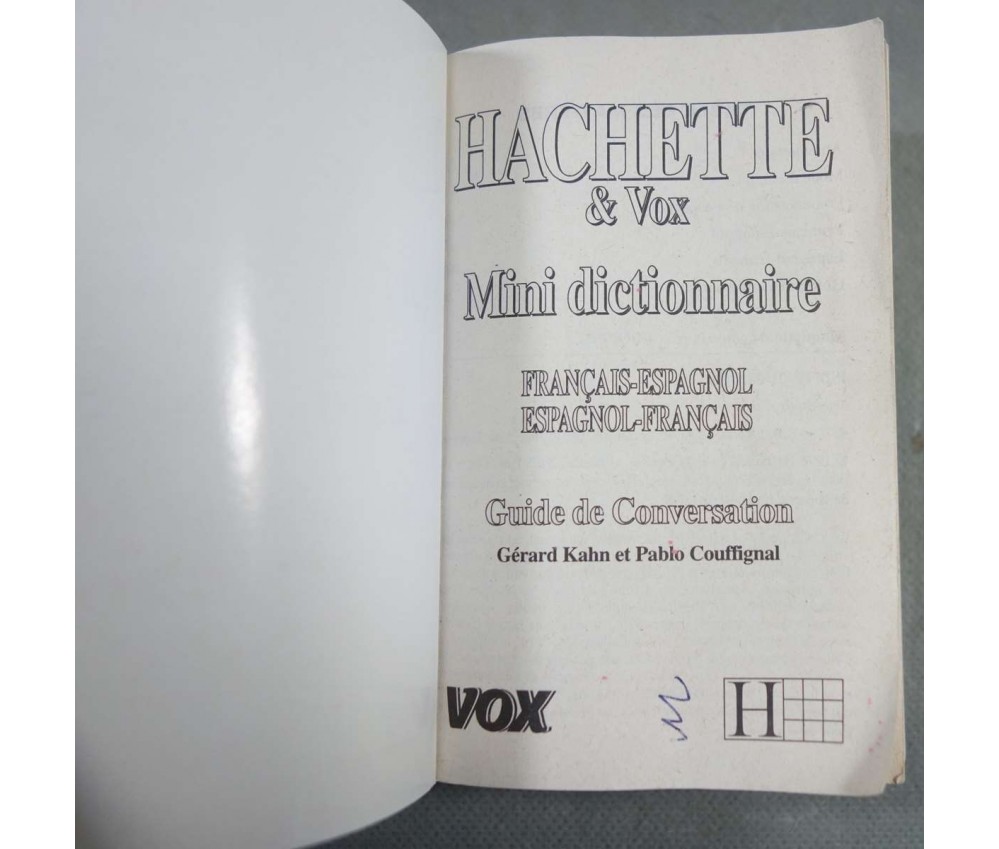 HACHETTE
& VOX
Mini dictionnaire
FRANÇAIS-ESPAGNOL
ESPAGNOL-FRANÇAIS
Guide de Conversation
Gérard Kahn et Pablo Couffignal
VOX
H